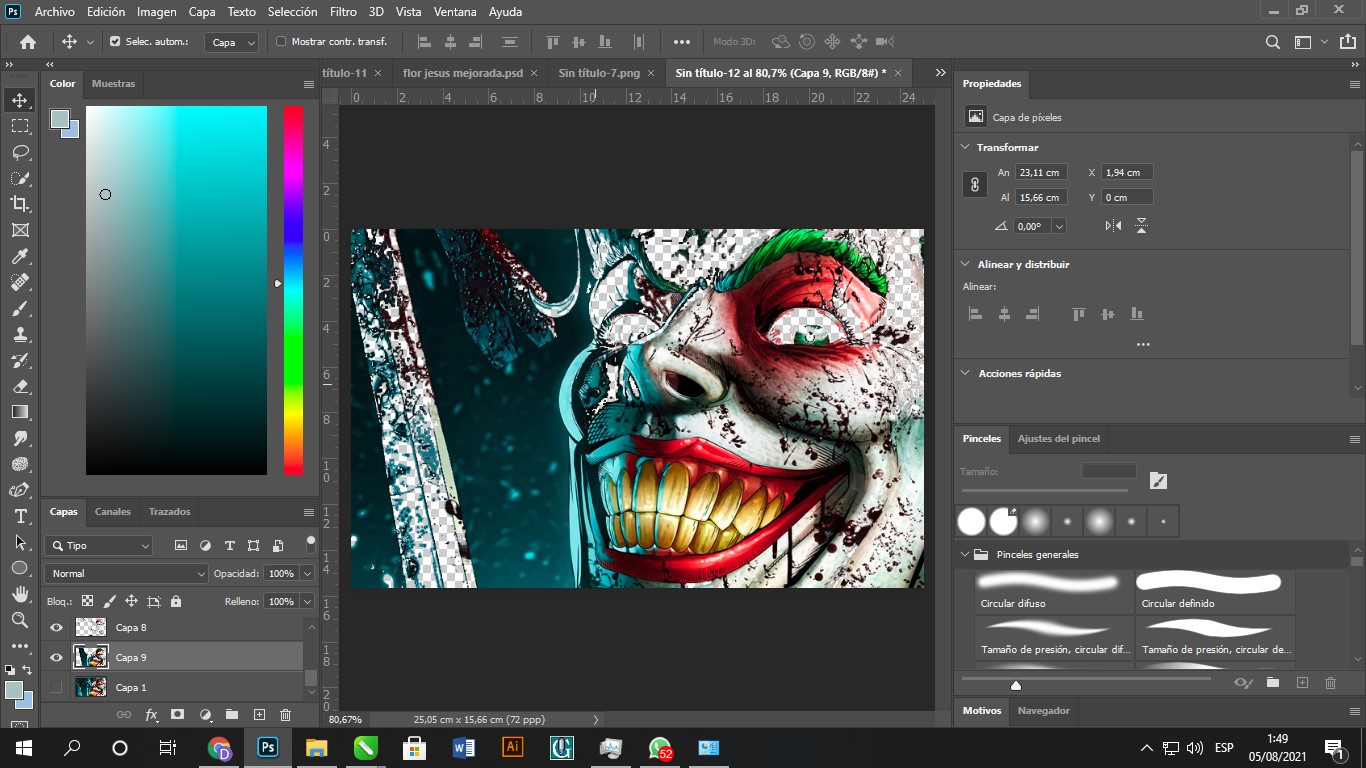 Ps Archivo Edición Imagen Capa Texto Selección Filtro 3D Vista Ventana Ayuda
Selec. autom.: Capa Mostrar contr. transf. Modo 3D:
título-11 × flor jesus mejorada.psd × Sin título-7.png × Sin título-12 al 80,7% (Capa 9, RGB/8#) * ×
Color Muestras
0 2 4 6 8 10 12 14 16 18 20 22 24
4
2
0
2
4
6
8
10
12
14
16
18
20
Propiedades
Capa de píxeles
Transformar
An 23,11 cm X 1,94 cm
Al 15,66 cm Y 0 cm
0,00°
Alinear y distribuir
Alinear:
Acciones rápidas
Pinceles Ajustes del pincel
Tamaño:
Pinceles generales
Circular difuso Circular definido
Tamaño de presión, circular dif... Tamaño de presión, circular de...
Motivos Navegador
Capas Canales Trazados
Tipo
Normal Opacidad: 100%
Bloq.: Relleno: 100%
Capa 8
Capa 9
Capa 1
fx
80,67% 25,05 cm x 15,66 cm (72 ppp)
D Ps W Ai 52 ESP 1:49
05/08/2021 1